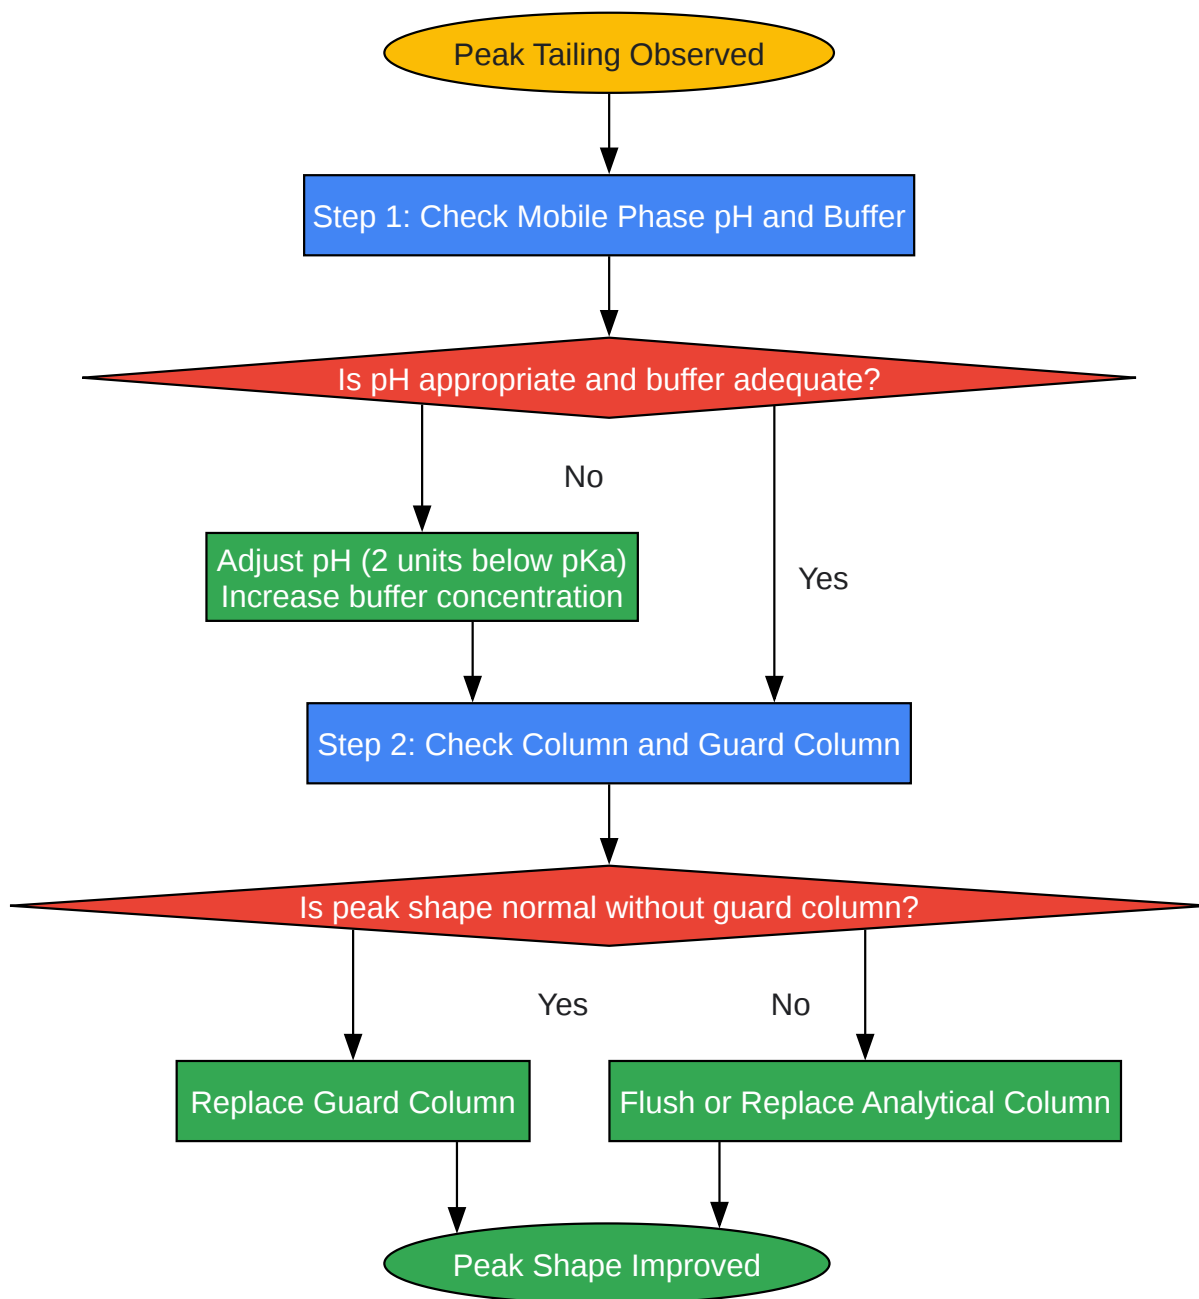 Peak Tailing Observed
Step 1: Check Mobile Phase pH and Buffer
Is pH appropriate and buffer adequate?
No
Adjust pH (2 units below pKa)
Increase buffer concentration
Yes
Step 2: Check Column and Guard Column
Is peak shape normal without guard column?
Yes
No
Replace Guard Column
Flush or Replace Analytical Column
Peak Shape Improved